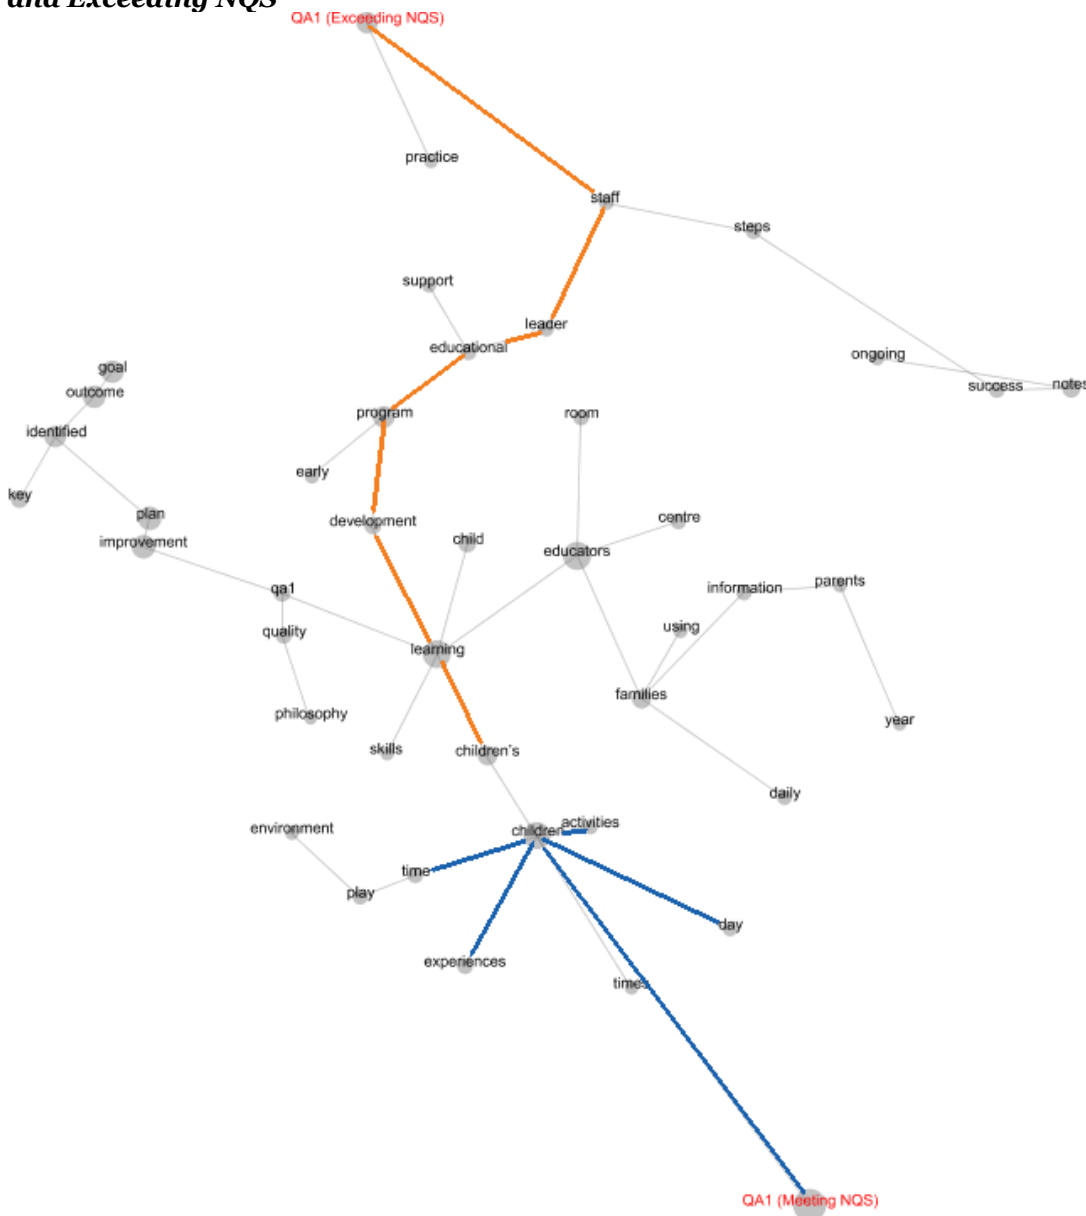 and Exceeding NQS
QA1 (Exceeding NQS)
practice
staff
steps
support
leader
educational
ongoing
goal
success
notes
outcome
program
room
identified
early
key
plan
development
centre
child
improvement
educators
parents
qa1
information
quality
using
learning
families
philosophy
year
skills
children's
daily
activities
environment
children
time
play
day
experiences
times
QA1 (Meeting NQS)